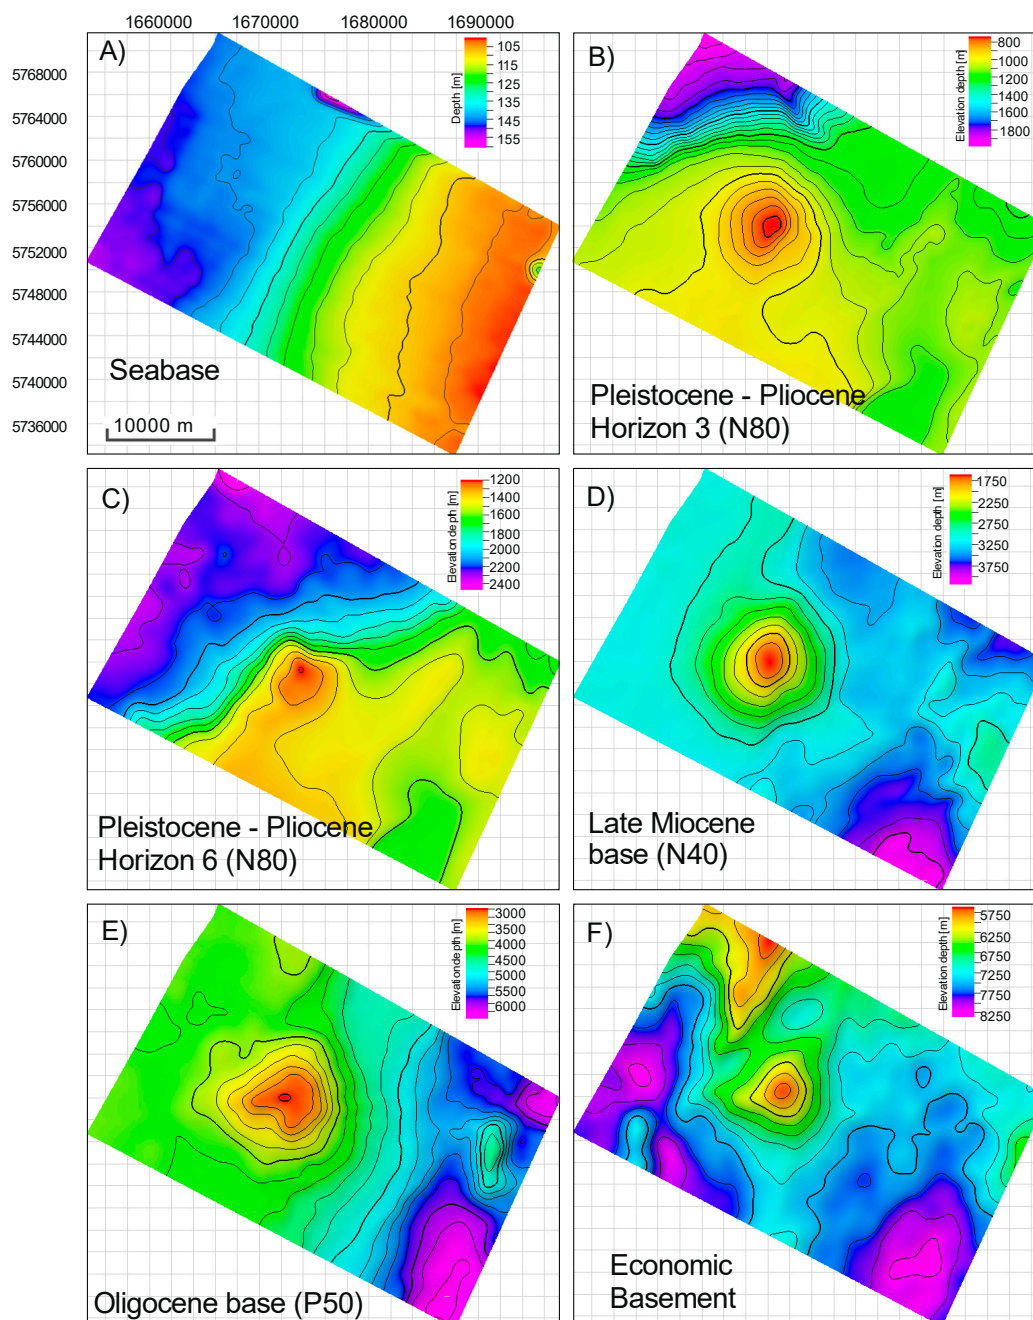 1660000 1670000 1680000 1690000
5768000
5764000
5760000
5756000
5752000
5748000
5744000
5740000
5736000
A)
Depth [m]
105
115
125
135
145
155
Seabase
10000 m
B)
Elevation depth [m]
800
1000
1200
1400
1600
1800
Pleistocene - Pliocene
Horizon 3 (N80)
C)
Elevation depth [m]
1200
1400
1600
1800
2000
2200
2400
Pleistocene - Pliocene
Horizon 6 (N80)
D)
Elevation depth [m]
1750
2250
2750
3250
3750
Late Miocene
base (N40)
E)
Elevation depth [m]
3000
3500
4000
4500
5000
5500
6000
Oligocene base (P50)
F)
Elevation depth [m]
5750
6250
6750
7250
7750
8250
Economic
Basement